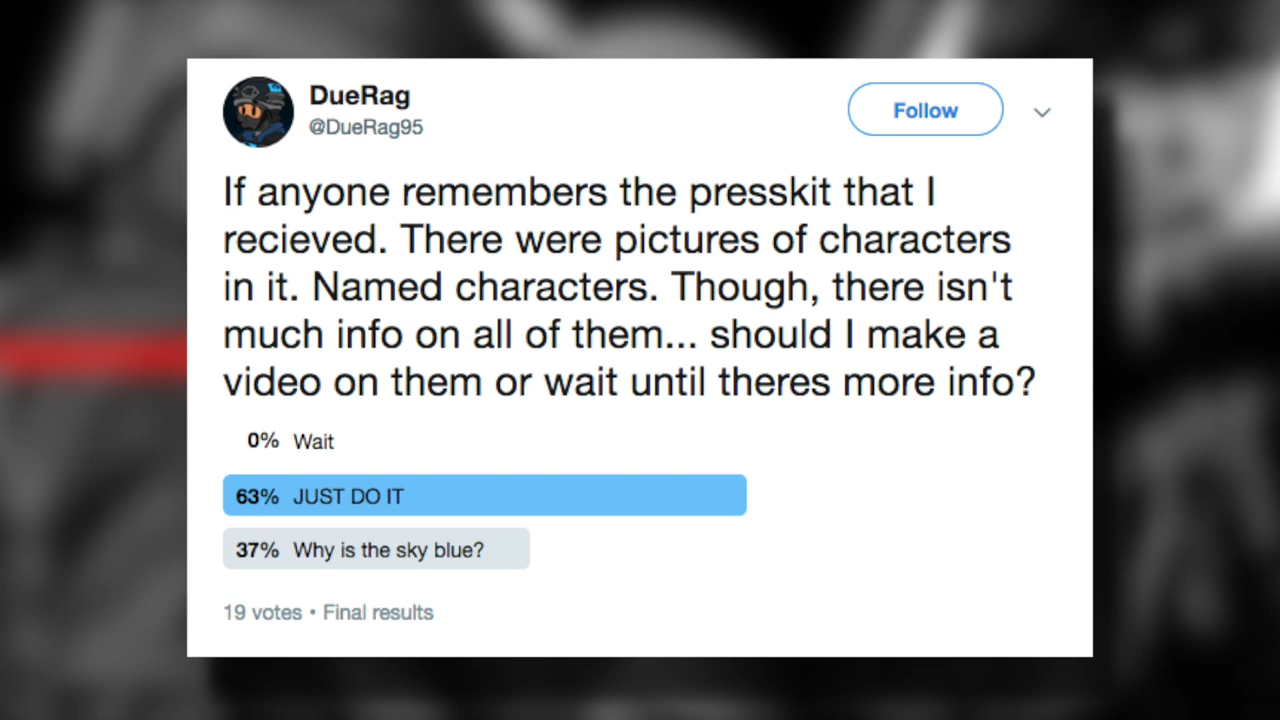 DueRag
@DueRag95
Follow
If anyone remembers the presskit that I
recieved. There were pictures of characters
in it. Named characters. Though, there isn't
much info on all of them... should I make a
video on them or wait until theres more info?
0% Wait
63% JUST DO IT
37% Why is the sky blue?
19 votes • Final results